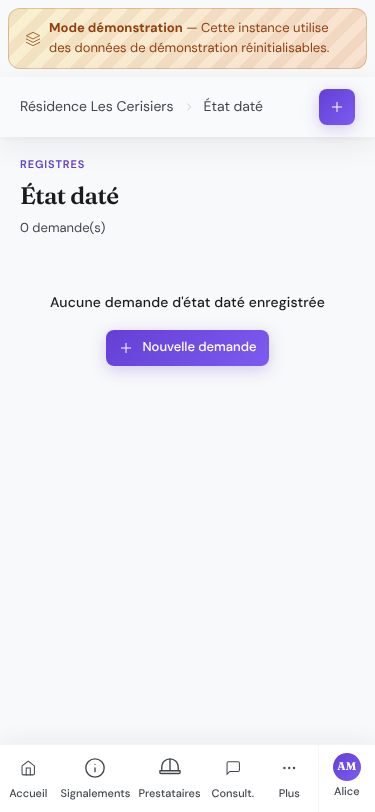 Mode démonstration — Cette instance utilise
des données de démonstration réinitialisables.
Résidence Les Cerisiers > État daté
REGISTRES
État daté
0 demande(s)
Aucune demande d'état daté enregistrée
+ Nouvelle demande
Accueil Signalements Prestataires Consult. Plus AM Alice